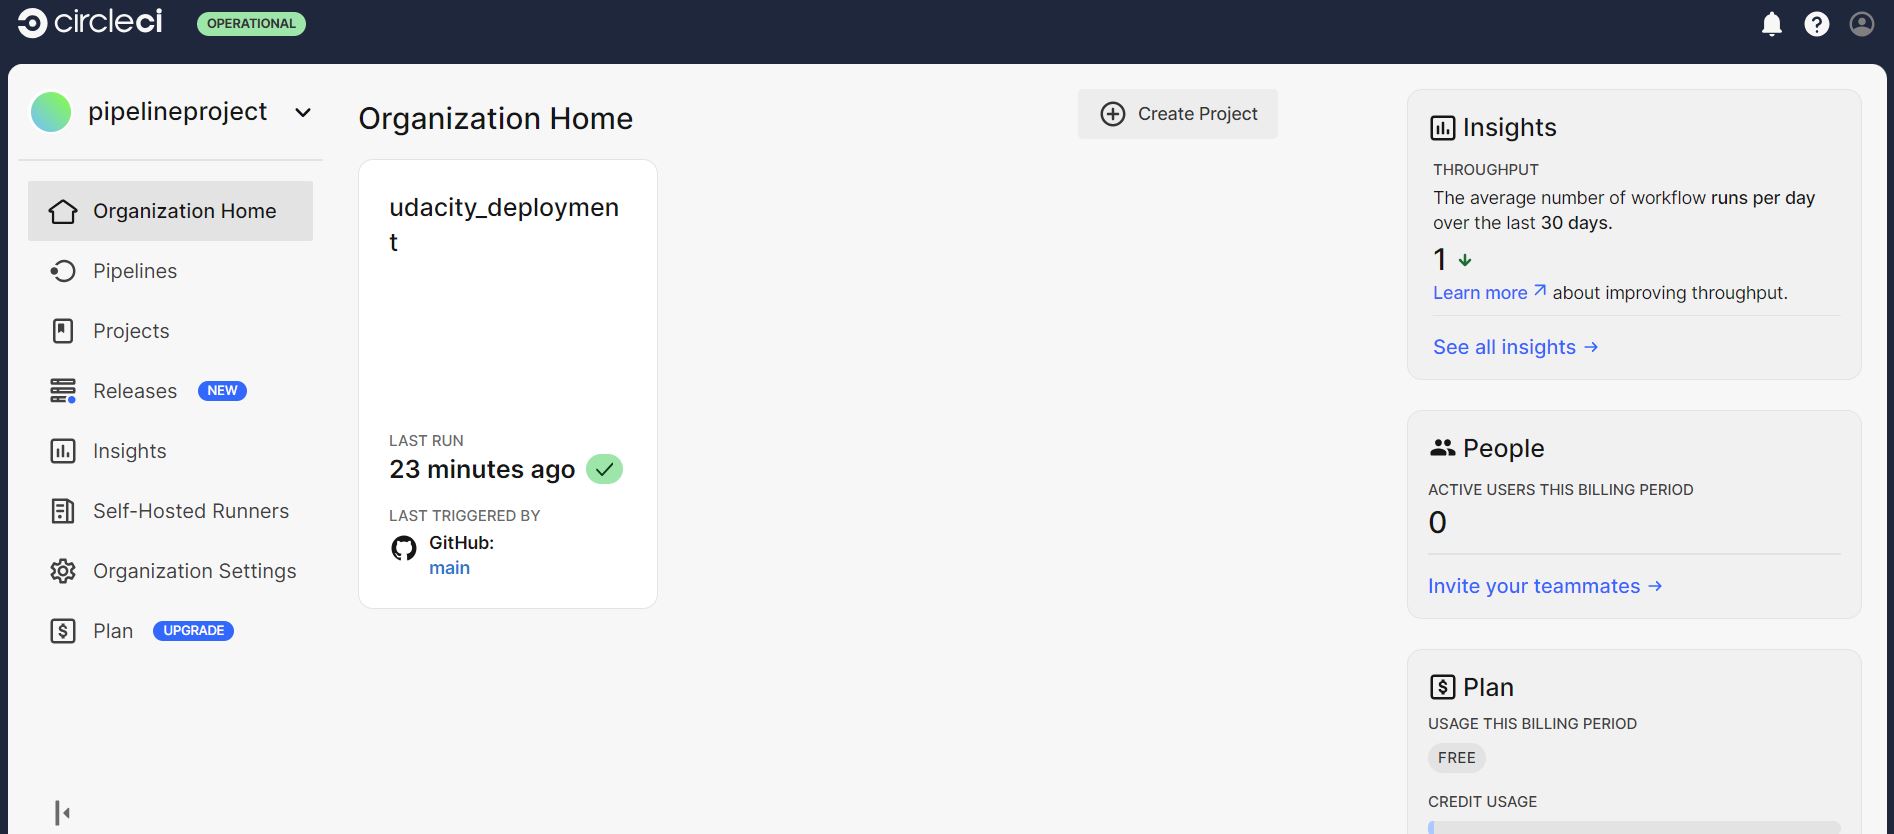 circleci
OPERATIONAL
pipelineproject
Organization Home
Pipelines
Projects
Releases NEW
Insights
Self-Hosted Runners
Organization Settings
Plan UPGRADE
Organization Home
Create Project
udacity_deploymen
t
LAST RUN
23 minutes ago
LAST TRIGGERED BY
GitHub:
main
Insights
THROUGHPUT
The average number of workflow runs per day
over the last 30 days.
1
Learn more about improving throughput.
See all insights →
People
ACTIVE USERS THIS BILLING PERIOD
0
Invite your teammates →
Plan
USAGE THIS BILLING PERIOD
FREE
CREDIT USAGE